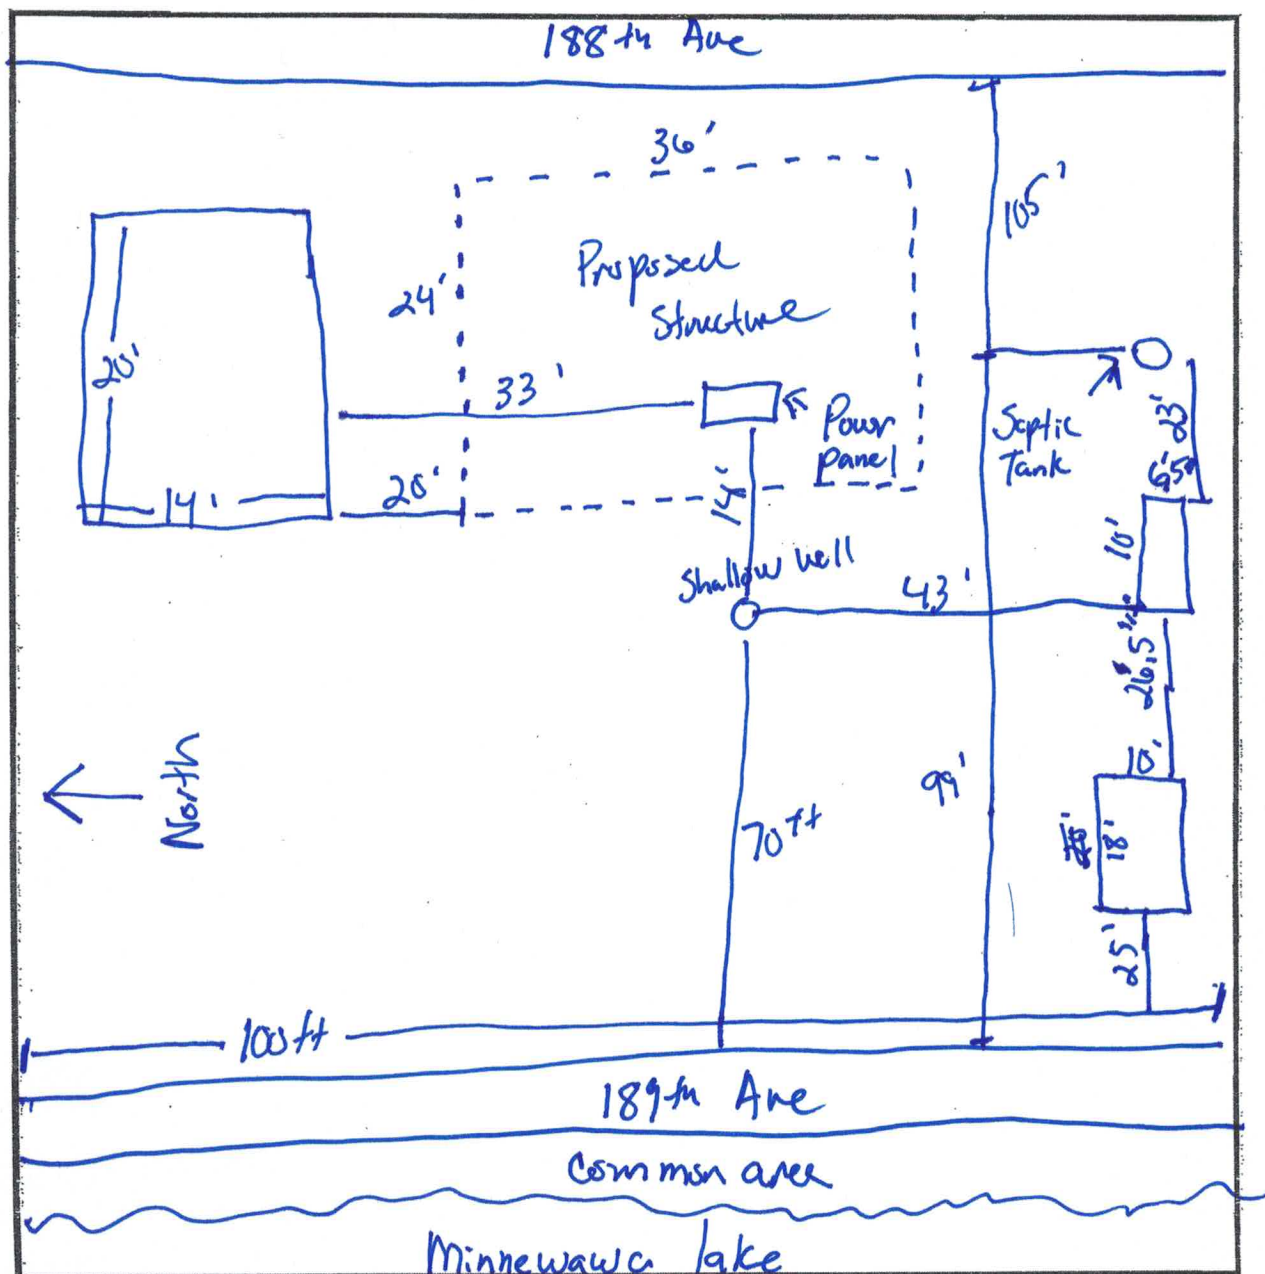 188th Ave
36'
105'
Proposed
Structure
24'
20'
33'
Power
panel
Septic
Tank
23'
6.5'
14'
20'
14'
10'
Shallow well
43'
26.5'
North
10'
99'
70ft
18'
25'
100ft
189th Ave
Common area
Minnewawa lake